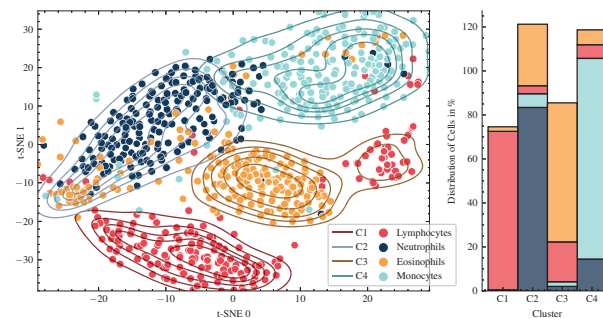 30
20
10
0
−10
−20
−30
t-SNE 1
−20
−10
0
10
20
t-SNE 0
C1
C2
C3
C4
Lymphocytes
Neutrophils
Eosinophils
Monocytes
120
100
80
60
40
20
0
Distribution of Cells in %
C1
C2
C3
C4
Cluster